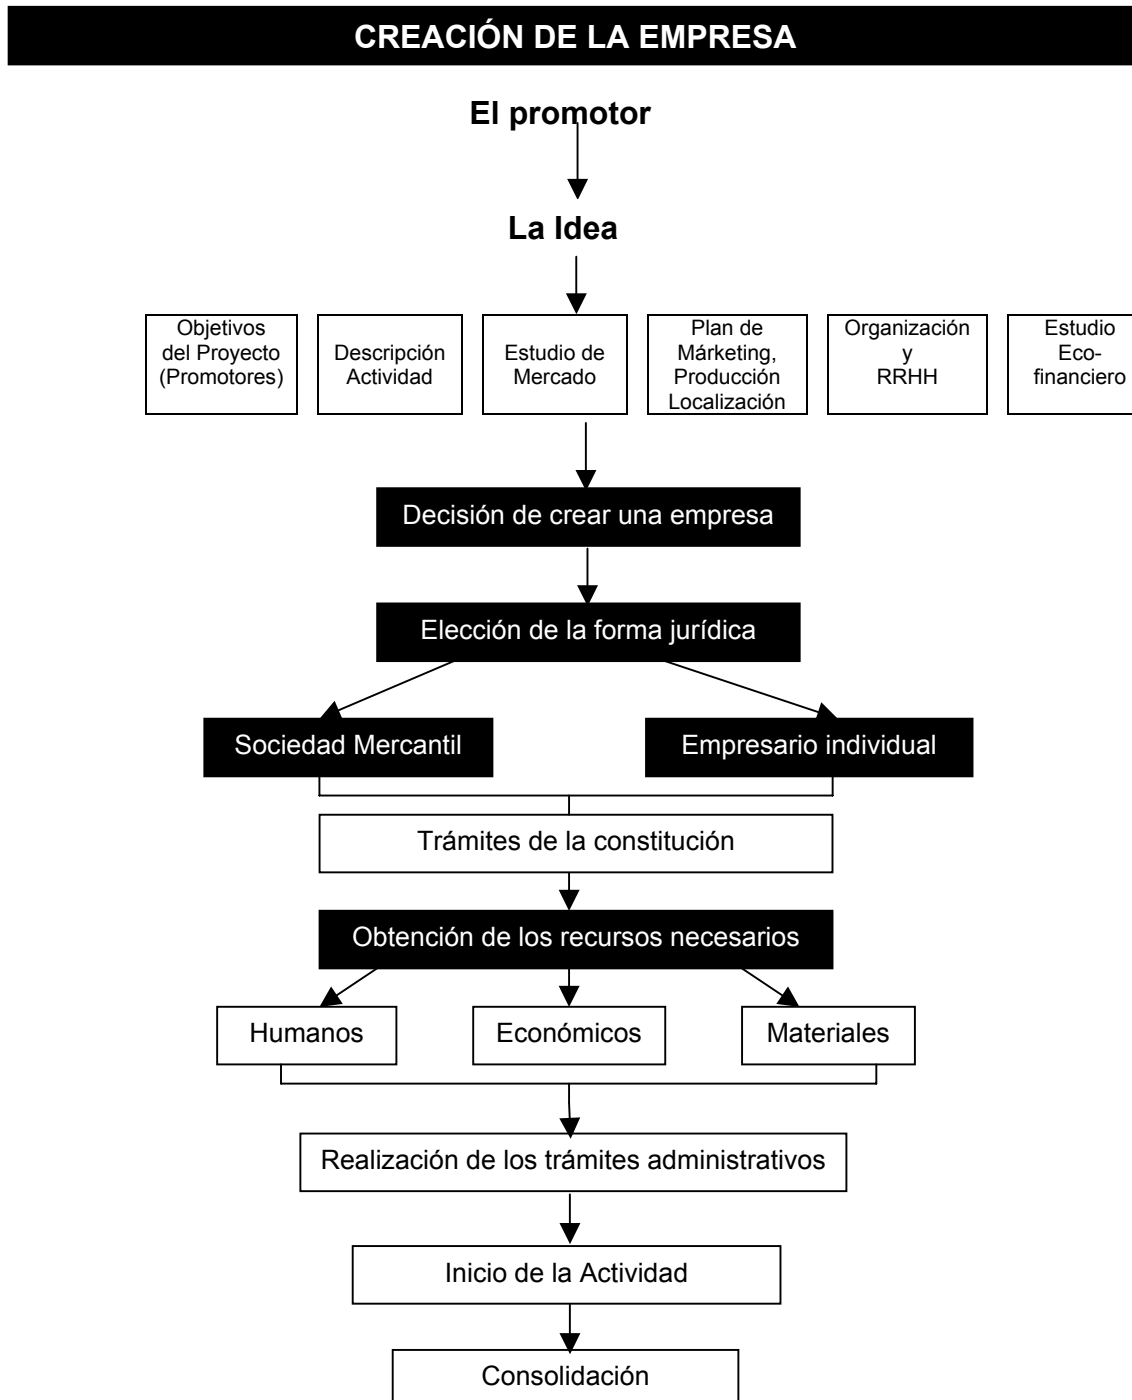 CREACIÓN DE LA EMPRESA
El promotor
La Idea
Objetivos
del Proyecto
(Promotores)
Descripción
Actividad
Estudio de
Mercado
Plan de
Márketing,
Producción
Localización
Organización
y
RRHH
Estudio
Eco-
financiero
Decisión de crear una empresa
Elección de la forma jurídica
Sociedad Mercantil
Empresario individual
Trámites de la constitución
Obtención de los recursos necesarios
Humanos
Económicos
Materiales
Realización de los trámites administrativos
Inicio de la Actividad
Consolidación